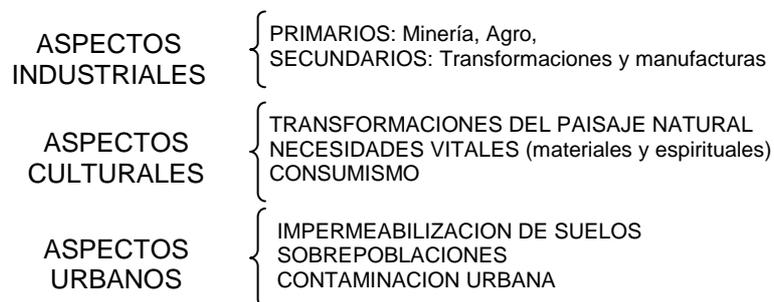 ASPECTOS
INDUSTRIALES
PRIMARIOS: Minería, Agro,
SECUNDARIOS: Transformaciones y manufacturas
ASPECTOS
CULTURALES
TRANSFORMACIONES DEL PAISAJE NATURAL
NECESIDADES VITALES (materiales y espirituales)
CONSUMISMO
ASPECTOS
URBANOS
IMPERMEABILIZACION DE SUELOS
SOBREPOBLACIONES
CONTAMINACION URBANA